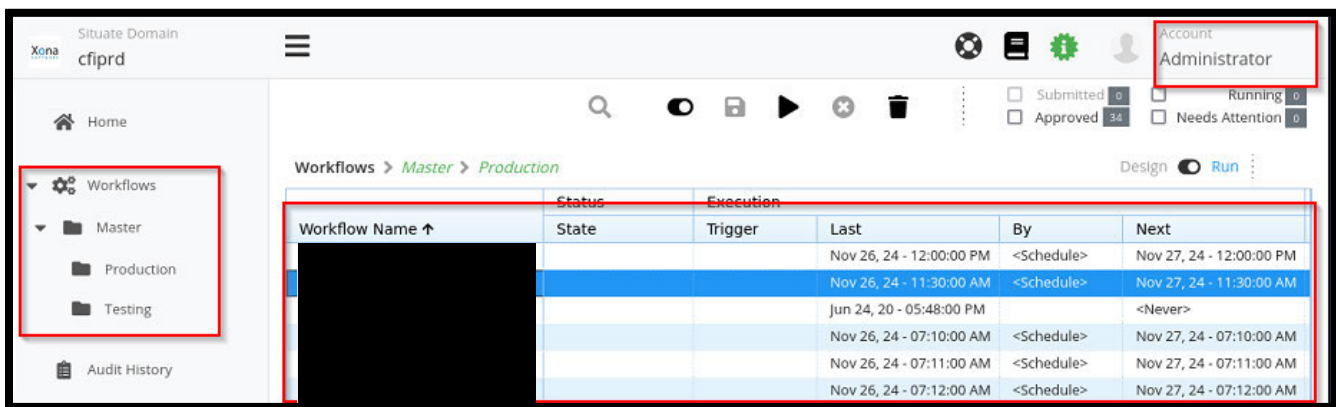 Situate Domain
Xona
SOFTWARE
cfiprd
Account
Administrator
Home
Submitted 0
Running 0
Approved 34
Needs Attention 0
Workflows
Master
Production
Testing
Audit History
Workflows > Master > Production
Design Run
Status Execution
Workflow Name ↑ State Trigger Last By Next
Nov 26, 24 - 12:00:00 PM <Schedule> Nov 27, 24 - 12:00:00 PM
Nov 26, 24 - 11:30:00 AM <Schedule> Nov 27, 24 - 11:30:00 AM
Jun 24, 20 - 05:48:00 PM <Never>
Nov 26, 24 - 07:10:00 AM <Schedule> Nov 27, 24 - 07:10:00 AM
Nov 26, 24 - 07:11:00 AM <Schedule> Nov 27, 24 - 07:11:00 AM
Nov 26, 24 - 07:12:00 AM <Schedule> Nov 27, 24 - 07:12:00 AM